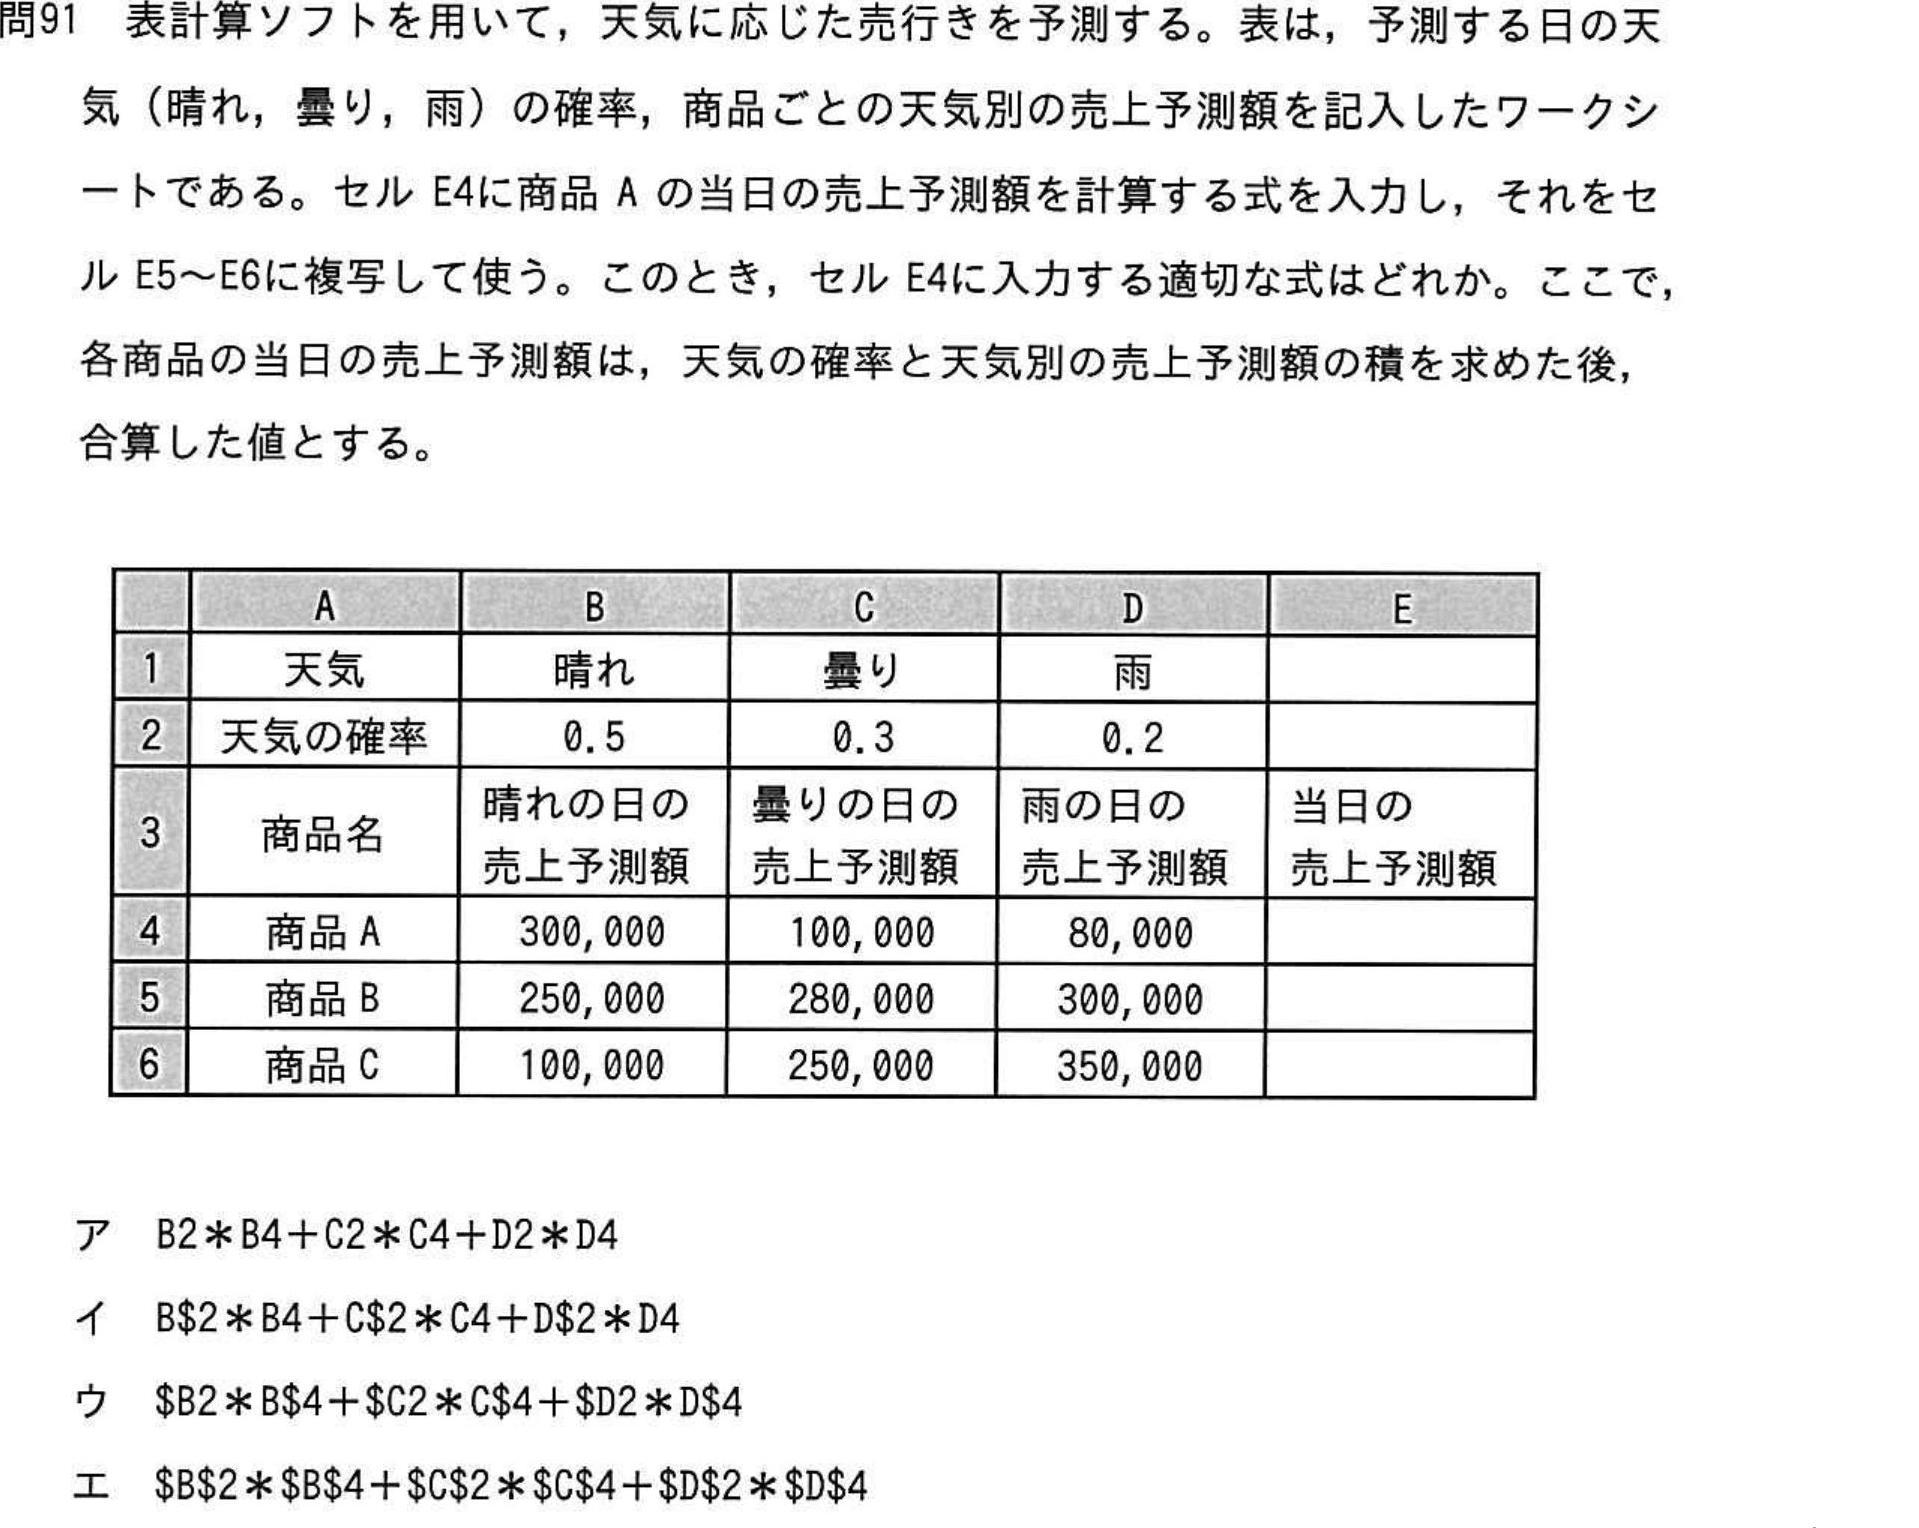 問91　表計算ソフトを用いて，天気に応じた売行きを予測する。表は，予測する日の天
気（晴れ，曇り，雨）の確率，商品ごとの天気別の売上予測額を記入したワークシ
ートである。セル E4に商品 A の当日の売上予測額を計算する式を入力し，それをセ
ル E5～E6に複写して使う。このとき，セル E4に入力する適切な式はどれか。ここで，
各商品の当日の売上予測額は，天気の確率と天気別の売上予測額の積を求めた後，
合算した値とする。
A B C D E
1 天気 晴れ 曇り 雨
2 天気の確率 0.5 0.3 0.2
3 商品名 晴れの日の 曇りの日の 雨の日の 当日の
売上予測額 売上予測額 売上予測額 売上予測額
4 商品 A 300,000 100,000 80,000
5 商品 B 250,000 280,000 300,000
6 商品 C 100,000 250,000 350,000
ア　B2＊B4＋C2＊C4＋D2＊D4
イ　B$2＊B4＋C$2＊C4＋D$2＊D4
ウ　$B2＊B$4＋$C2＊C$4＋$D2＊D$4
エ　$B$2＊$B$4＋$C$2＊$C$4＋$D$2＊$D$4